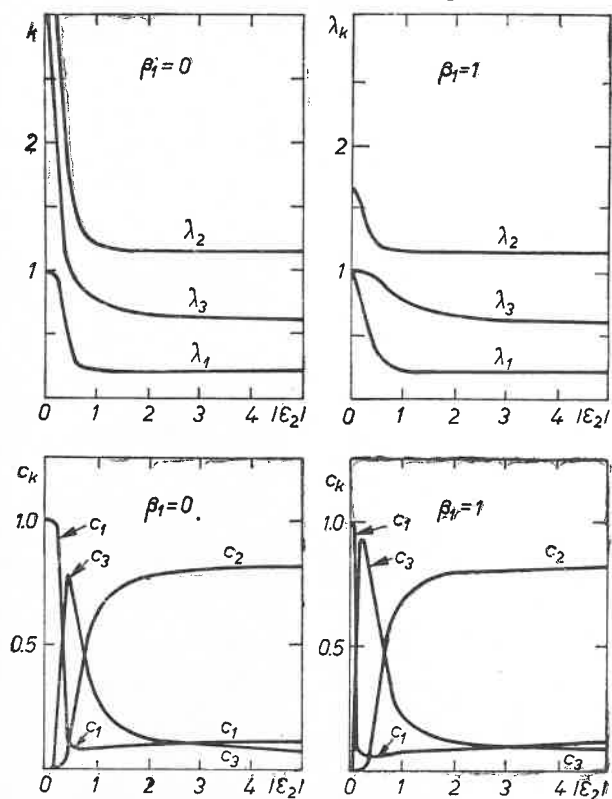 k
β₁=0
2
1
λ₂
λ₃
λ₁
0 1 2 3 4 |ε₂|
λₖ
β₁=1
2
1
λ₂
λ₃
λ₁
0 1 2 3 4 |ε₂|
cₖ
β₁=0.
1.0
0.5
c₁
c₃
c₂
c₁
c₁
c₃
0 1 2 3 4 |ε₂|
cₖ
β₁=1
1.0
0.5
c₁
c₃
c₂
c₁
c₁
c₃
0 1 2 3 4 |ε₂|